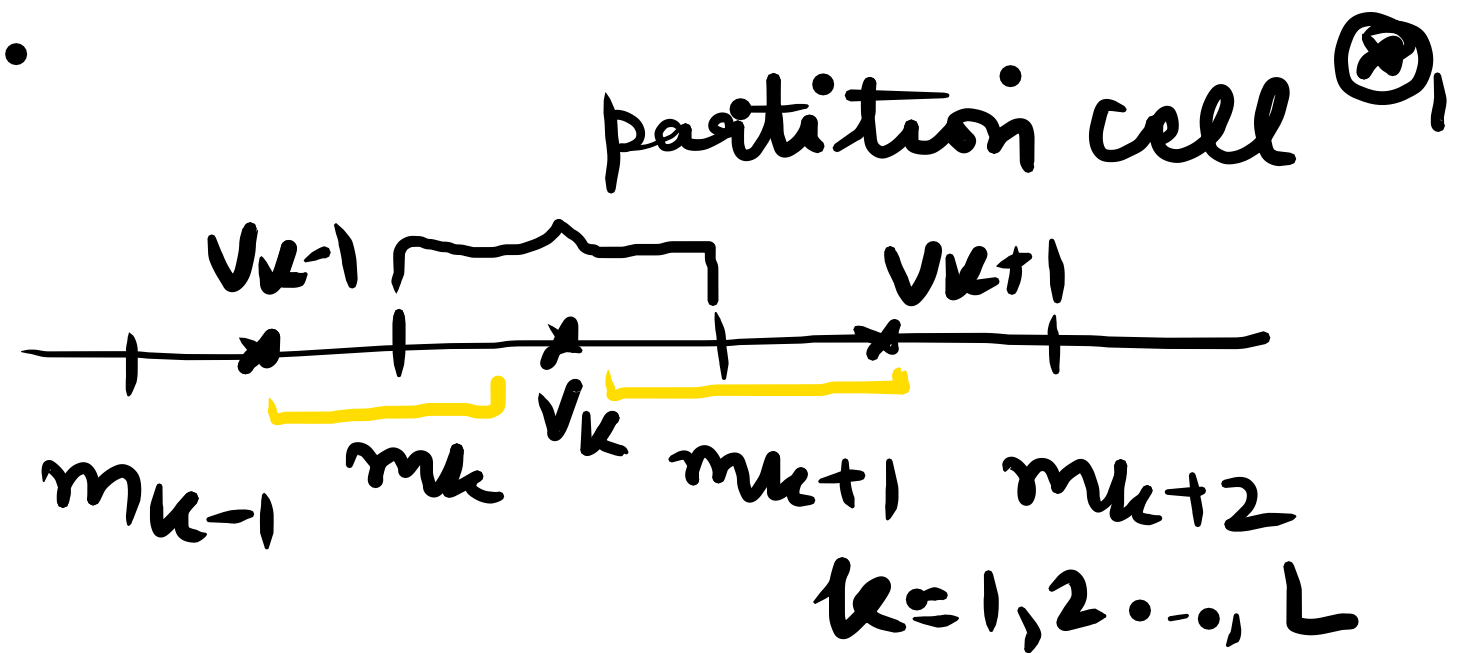 partition cell ⊛,
Vk-1 Vk+1
Vk
mk-1 mk mk+1 mk+2
k=1,2...,L